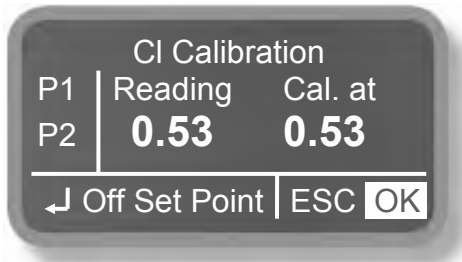 Cl Calibration
P1 Reading Cal. at
P2 0.53 0.53
Off Set Point ESC OK